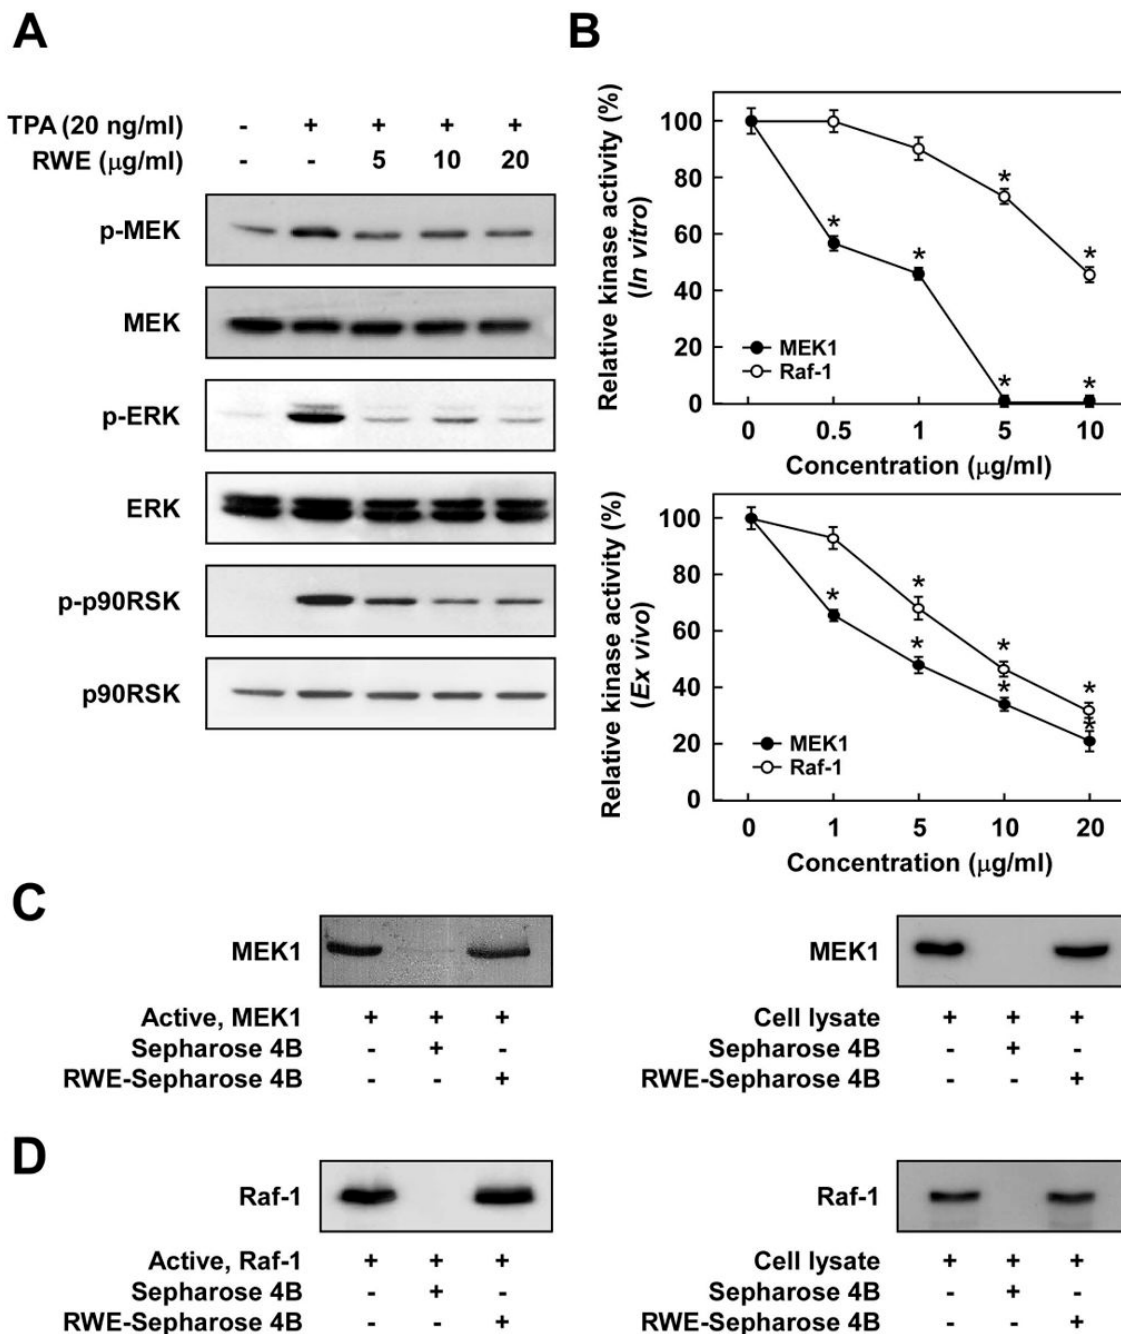 A
TPA (20 ng/ml) - + + + +
RWE (μg/ml) - - 5 10 20
p-MEK
MEK
p-ERK
ERK
p-p90RSK
p90RSK
B
Relative kinase activity (%)
(In vitro)
100
80
60
40
20
0
* * * * * *
MEK1
Raf-1
0 0.5 1 5 10
Concentration (μg/ml)
Relative kinase activity (%)
(Ex vivo)
100
80
60
40
20
0
* * * * * * *
MEK1
Raf-1
0 1 5 10 20
Concentration (μg/ml)
C
MEK1
Active, MEK1 + + +
Sepharose 4B - + -
RWE-Sepharose 4B - - +
MEK1
Cell lysate + + +
Sepharose 4B - + -
RWE-Sepharose 4B - - +
D
Raf-1
Active, Raf-1 + + +
Sepharose 4B - + -
RWE-Sepharose 4B - - +
Raf-1
Cell lysate + + +
Sepharose 4B - + -
RWE-Sepharose 4B - - +